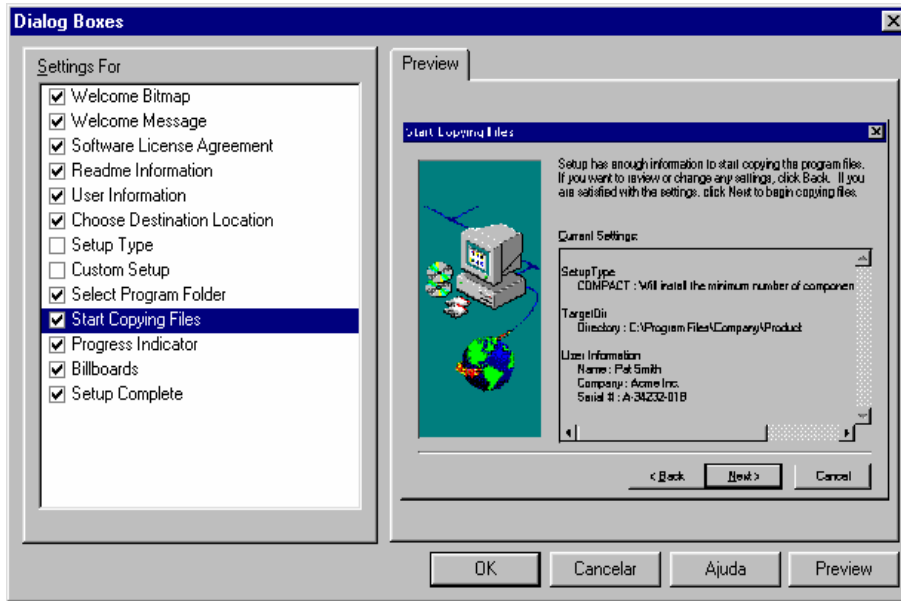 Dialog Boxes
Settings For
Welcome Bitmap
Welcome Message
Software License Agreement
Readme Information
User Information
Choose Destination Location
Setup Type
Custom Setup
Select Program Folder
Start Copying Files
Progress Indicator
Billboards
Setup Complete
Preview
Start Copying Files
Setup has enough information to start copying the program files.
If you want to review or change any settings, click Back. If you
are satisfied with the settings, click Next to begin copying files.
Current Settings:
Setup Type
COMPACT : Will install the minimum number of componen
TargetDir
Directory : C:\Program Files\Company\Product
User Information
Name : Pat Smith
Company : Acme Inc.
Serial # : A-34232-01B
< Back
Next >
Cancel
OK
Cancelar
Ajuda
Preview